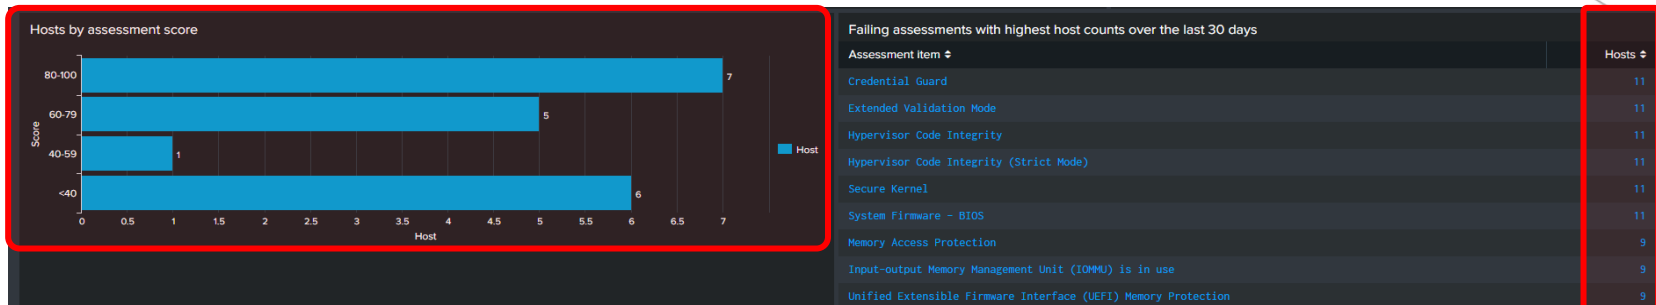 Hosts by assessment score
80-100
7
60-79
5
Score
40-59
1
Host
<40
6
0 0.5 1 1.5 2 2.5 3 3.5 4 4.5 5 5.5 6 6.5 7
Host
Failing assessments with highest host counts over the last 30 days
Assessment item Hosts
Credential Guard 11
Extended Validation Mode 11
Hypervisor Code Integrity 11
Hypervisor Code Integrity (Strict Mode) 11
Secure Kernel 11
System Firmware - BIOS 11
Memory Access Protection 9
Input-output Memory Management Unit (IOMMU) is in use 9
Unified Extensible Firmware Interface (UEFI) Memory Protection 9